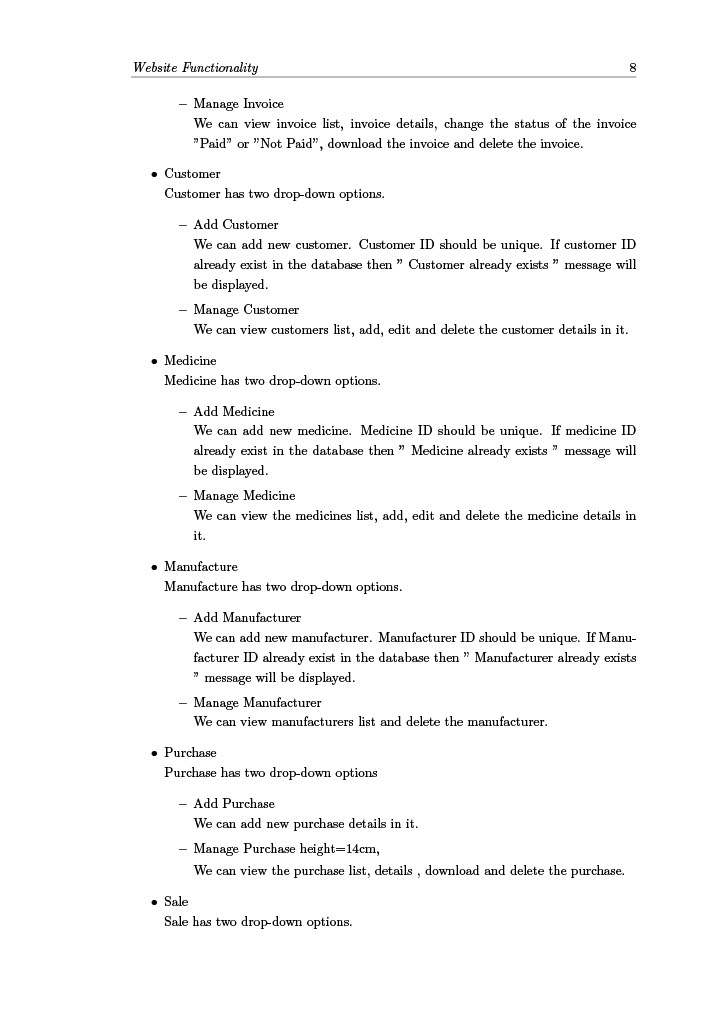 Website Functionality 8
– Manage Invoice
We can view invoice list, invoice details, change the status of the invoice
”Paid” or ”Not Paid”, download the invoice and delete the invoice.
• Customer
Customer has two drop-down options.
– Add Customer
We can add new customer. Customer ID should be unique. If customer ID
already exist in the database then ” Customer already exists ” message will
be displayed.
– Manage Customer
We can view customers list, add, edit and delete the customer details in it.
• Medicine
Medicine has two drop-down options.
– Add Medicine
We can add new medicine. Medicine ID should be unique. If medicine ID
already exist in the database then ” Medicine already exists ” message will
be displayed.
– Manage Medicine
We can view the medicines list, add, edit and delete the medicine details in
it.
• Manufacture
Manufacture has two drop-down options.
– Add Manufacturer
We can add new manufacturer. Manufacturer ID should be unique. If Manu-
facturer ID already exist in the database then ” Manufacturer already exists
” message will be displayed.
– Manage Manufacturer
We can view manufacturers list and delete the manufacturer.
• Purchase
Purchase has two drop-down options
– Add Purchase
We can add new purchase details in it.
– Manage Purchase height=14cm,
We can view the purchase list, details , download and delete the purchase.
• Sale
Sale has two drop-down options.